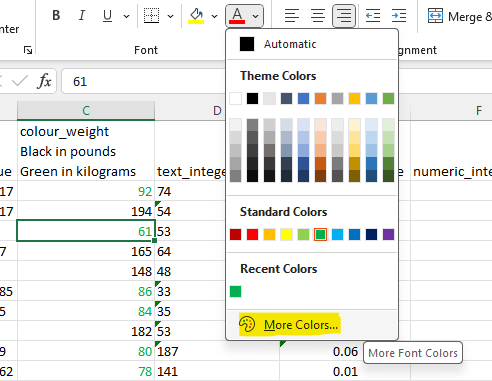 nter
B I U A
Merge &
Font
gnment
Automatic
fx 61
Theme Colors
C
D
F
colour_weight
Black in pounds
ue Green in kilograms text_intege e numeric_inte
17 92 74
17 194 54
61 53
7 165 64
148 48
85 86 33
5 84 35
182 53
9 80 187 0.06
62 78 141 0.01
Standard Colors
Recent Colors
More Colors...
More Font Colors